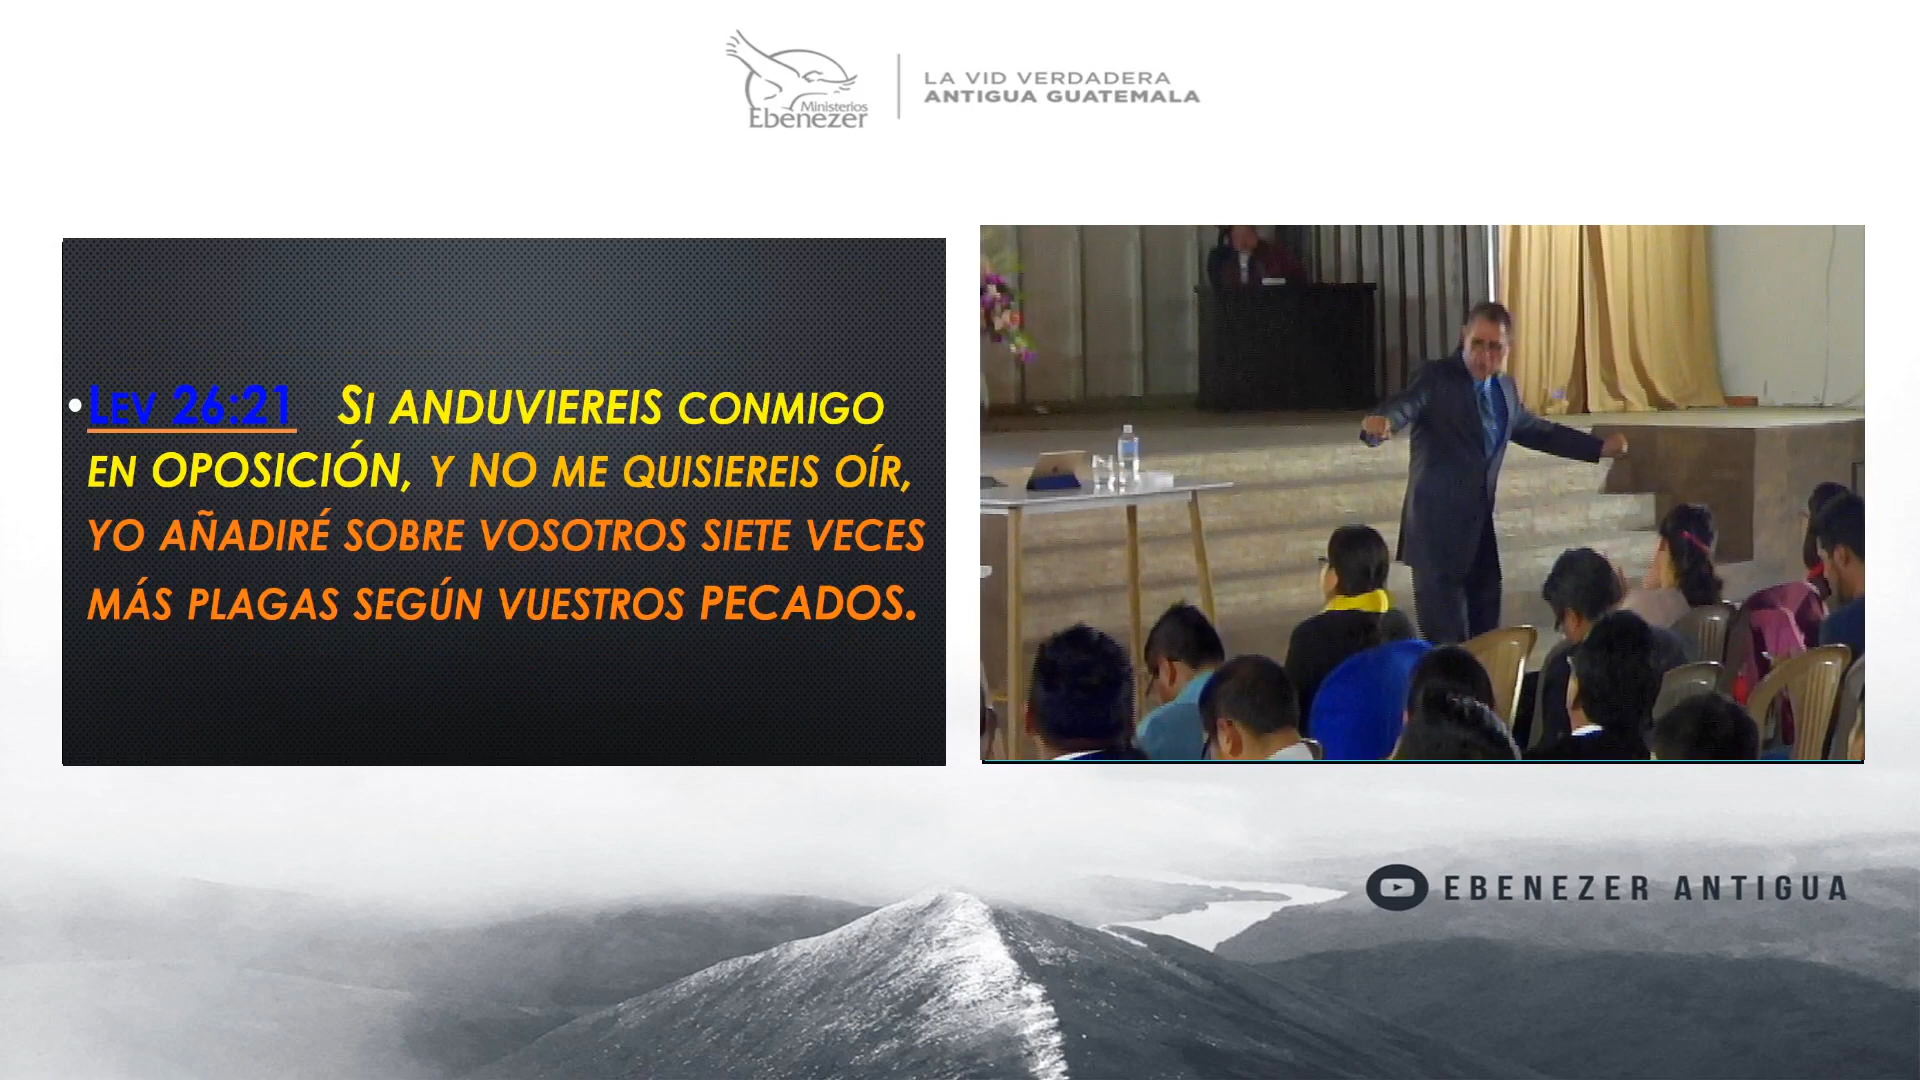 Ministerios
Ebenezer
LA VID VERDADERA
ANTIGUA GUATEMALA
•LEV 26:21 SI ANDUVIEREIS CONMIGO
EN OPOSICIÓN, Y NO ME QUISIEREIS OÍR,
YO AÑADIRÉ SOBRE VOSOTROS SIETE VECES
MÁS PLAGAS SEGÚN VUESTROS PECADOS.
EBENEZER ANTIGUA